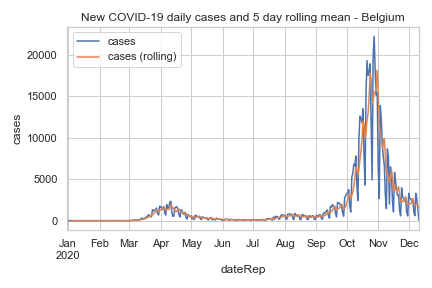 New COVID-19 daily cases and 5 day rolling mean - Belgium
cases
cases (rolling)
20000
15000
10000
5000
0
cases
Jan Feb Mar Apr May Jun Jul Aug Sep Oct Nov Dec
2020
dateRep